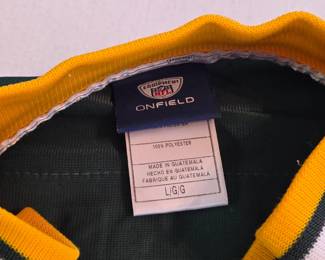 EQUIPMENT
NFL
ONFIELD
100% POLYESTER
MADE IN GUATEMALA
HECHO EN GUATEMALA
FABRIQUE AU GUATEMALA
L/G/G